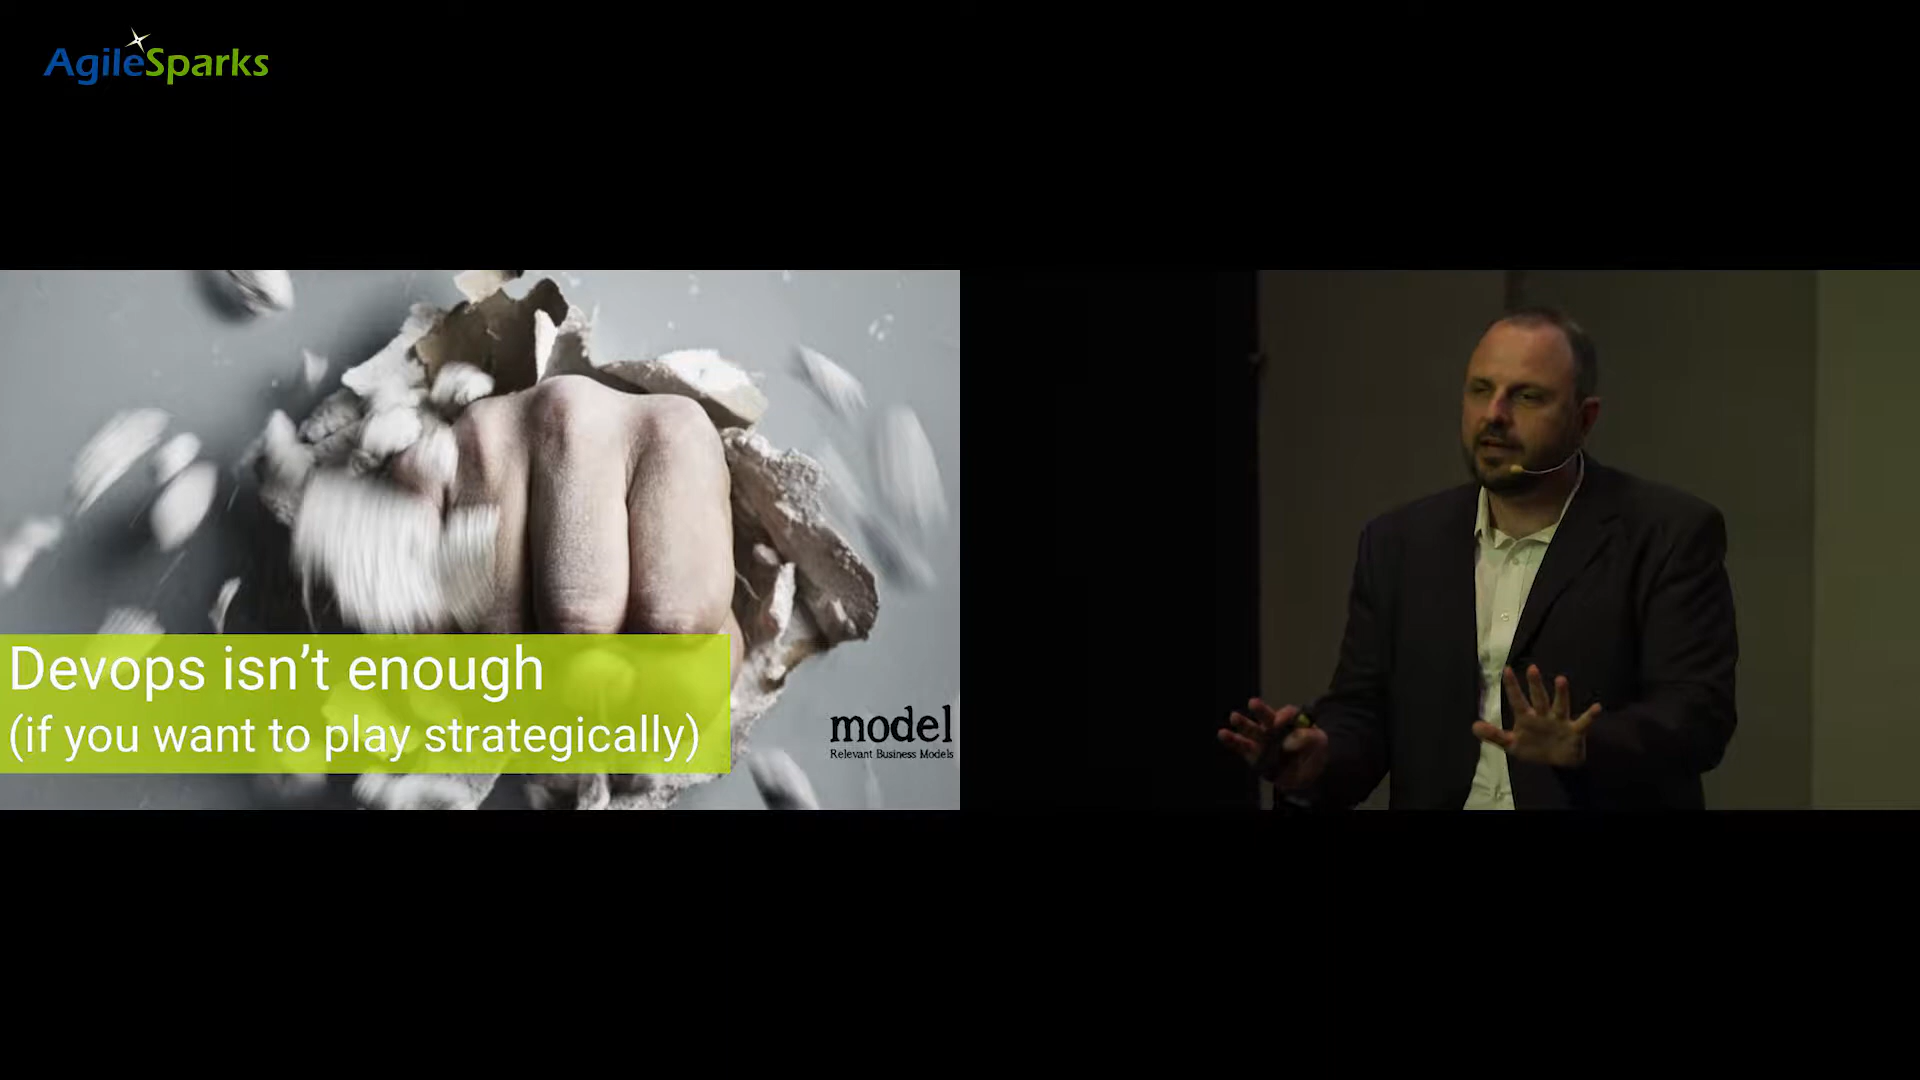 AgileSparks
Devops isn't enough
(if you want to play strategically)
model
Relevant Business Models